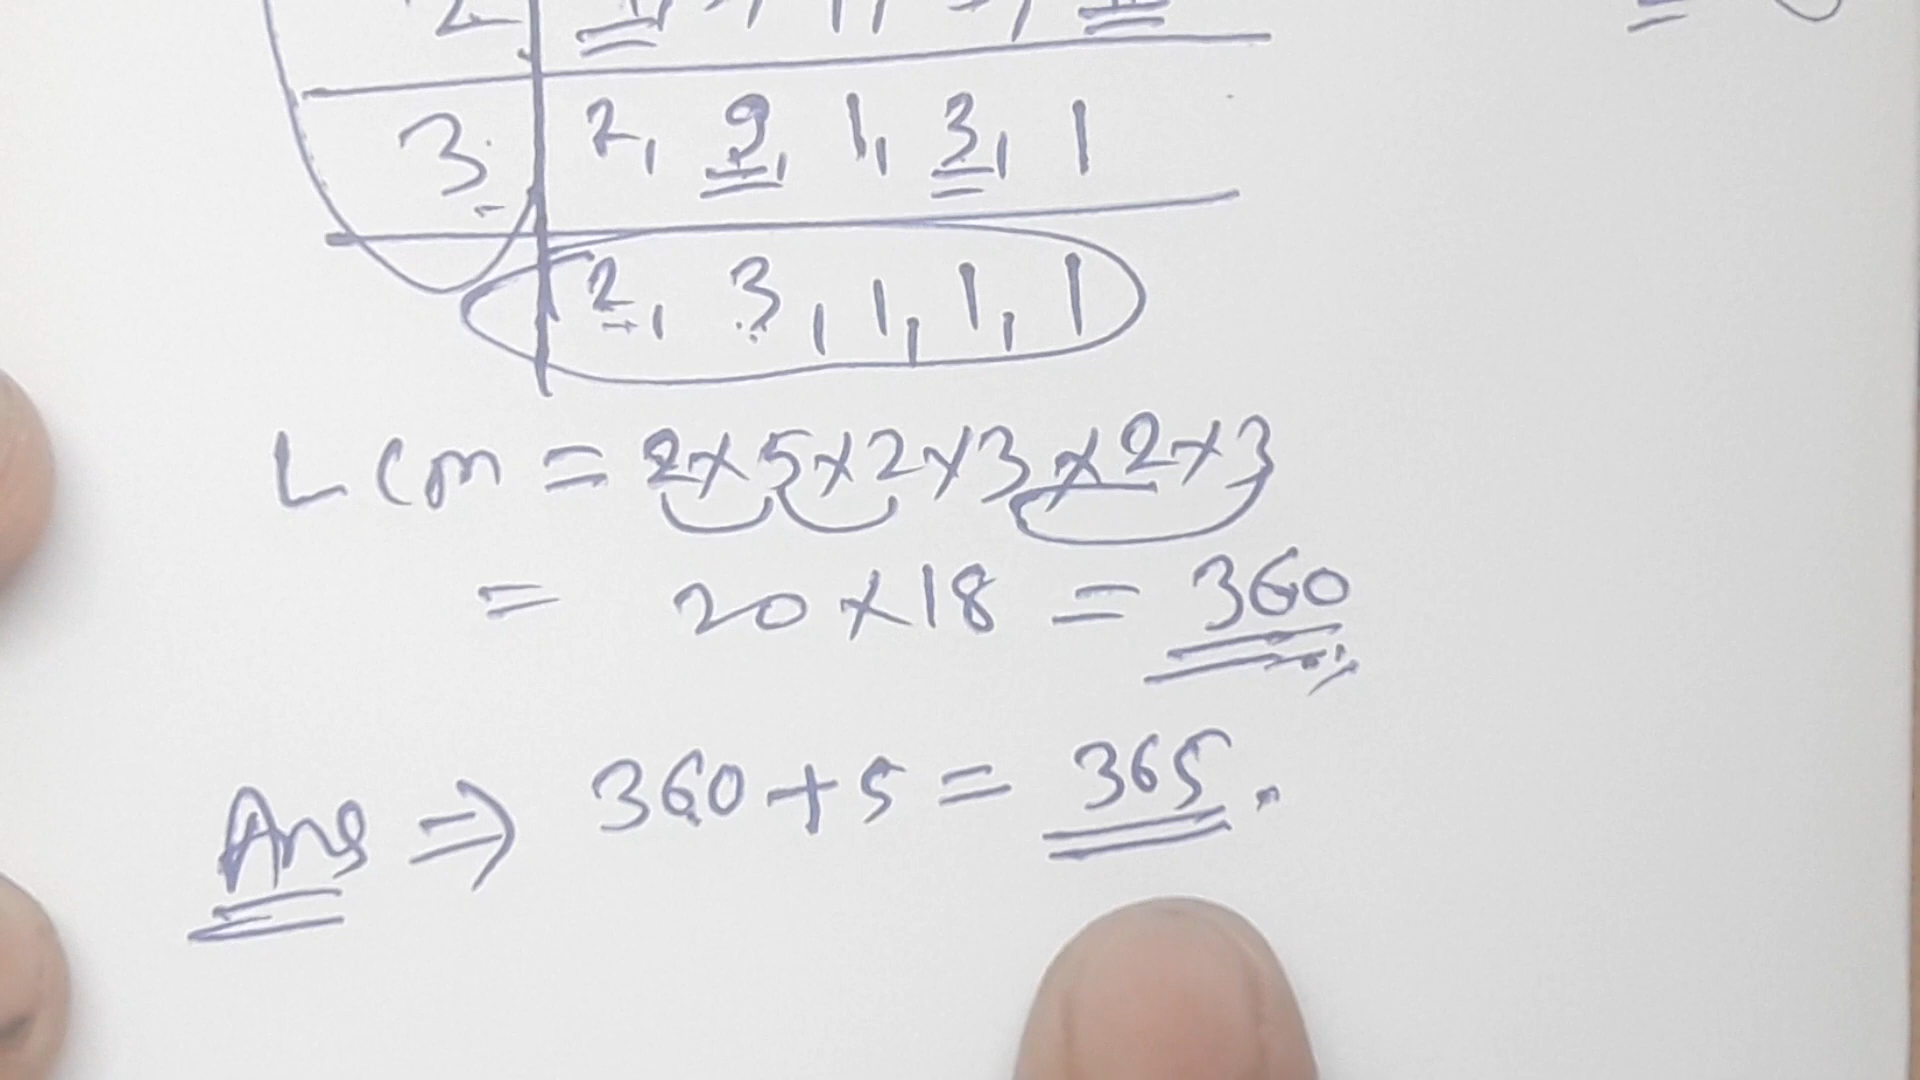 2
3 2, 9, 1, 3, 1
2, 3, 1, 1, 1
LCM = 2×5×2×3×2×3
= 20×18 = 360
Ans ⇒ 360+5 = 365.